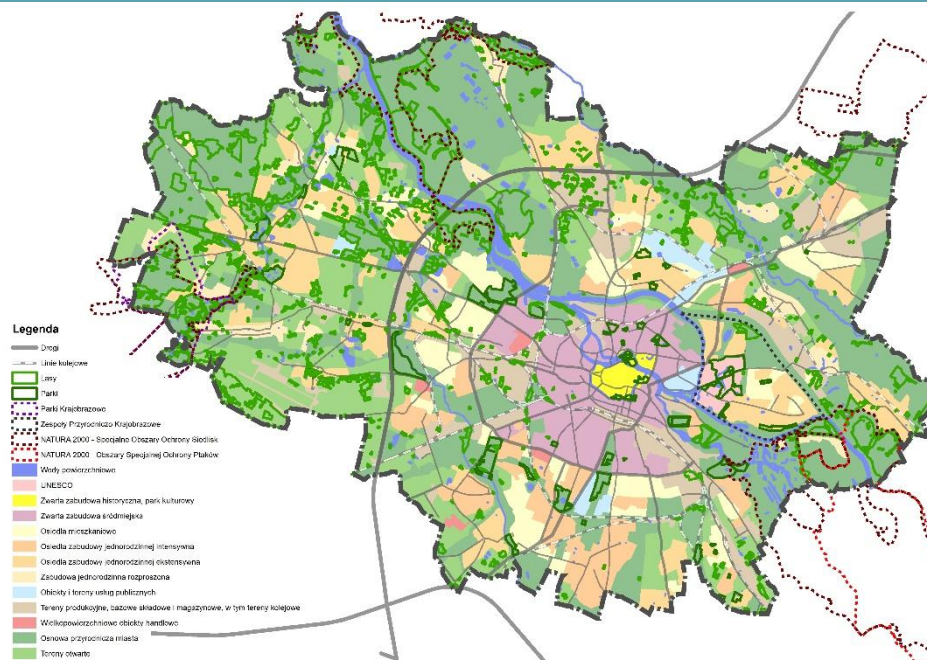 Legenda
Drogi
Linie kolejowe
Lasy
Parki
Parki Krajobrazowe
Zespoły Przyrodniczo Krajobrazowe
NATURA 2000 - Specjalne Obszary Ochrony Siedlisk
NATURA 2000 Obszary Specjalnej Ochrony Ptaków
Wody powierzchniowe
UNESCO
Zwarta zabudowa historyczna, park kulturowy
Zwarta zabudowa śródmiejska
Osiedla mieszkaniowe
Osiedla zabudowy jednorodzinnej intensywna
Osiedla zabudowy jednorodzinnej ekstensywna
Zabudowa jednorodzinna rozproszona
Obiekty i tereny usług publicznych
Tereny produkcyjne, bazowe składowe i magazynowe, w tym tereny kolejowe
Wielkopowierzchniowe obiekty handlowe
Osnowa przyrodnicza miasta
Tereny otwarte